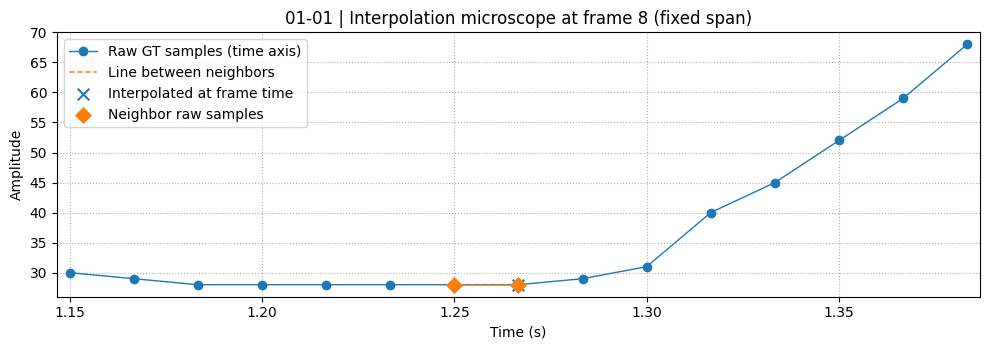 01-01 | Interpolation microscope at frame 8 (fixed span)
70
65
60
55
50
45
40
35
30
Amplitude
Raw GT samples (time axis)
Line between neighbors
Interpolated at frame time
Neighbor raw samples
1.15 1.20 1.25 1.30 1.35
Time (s)